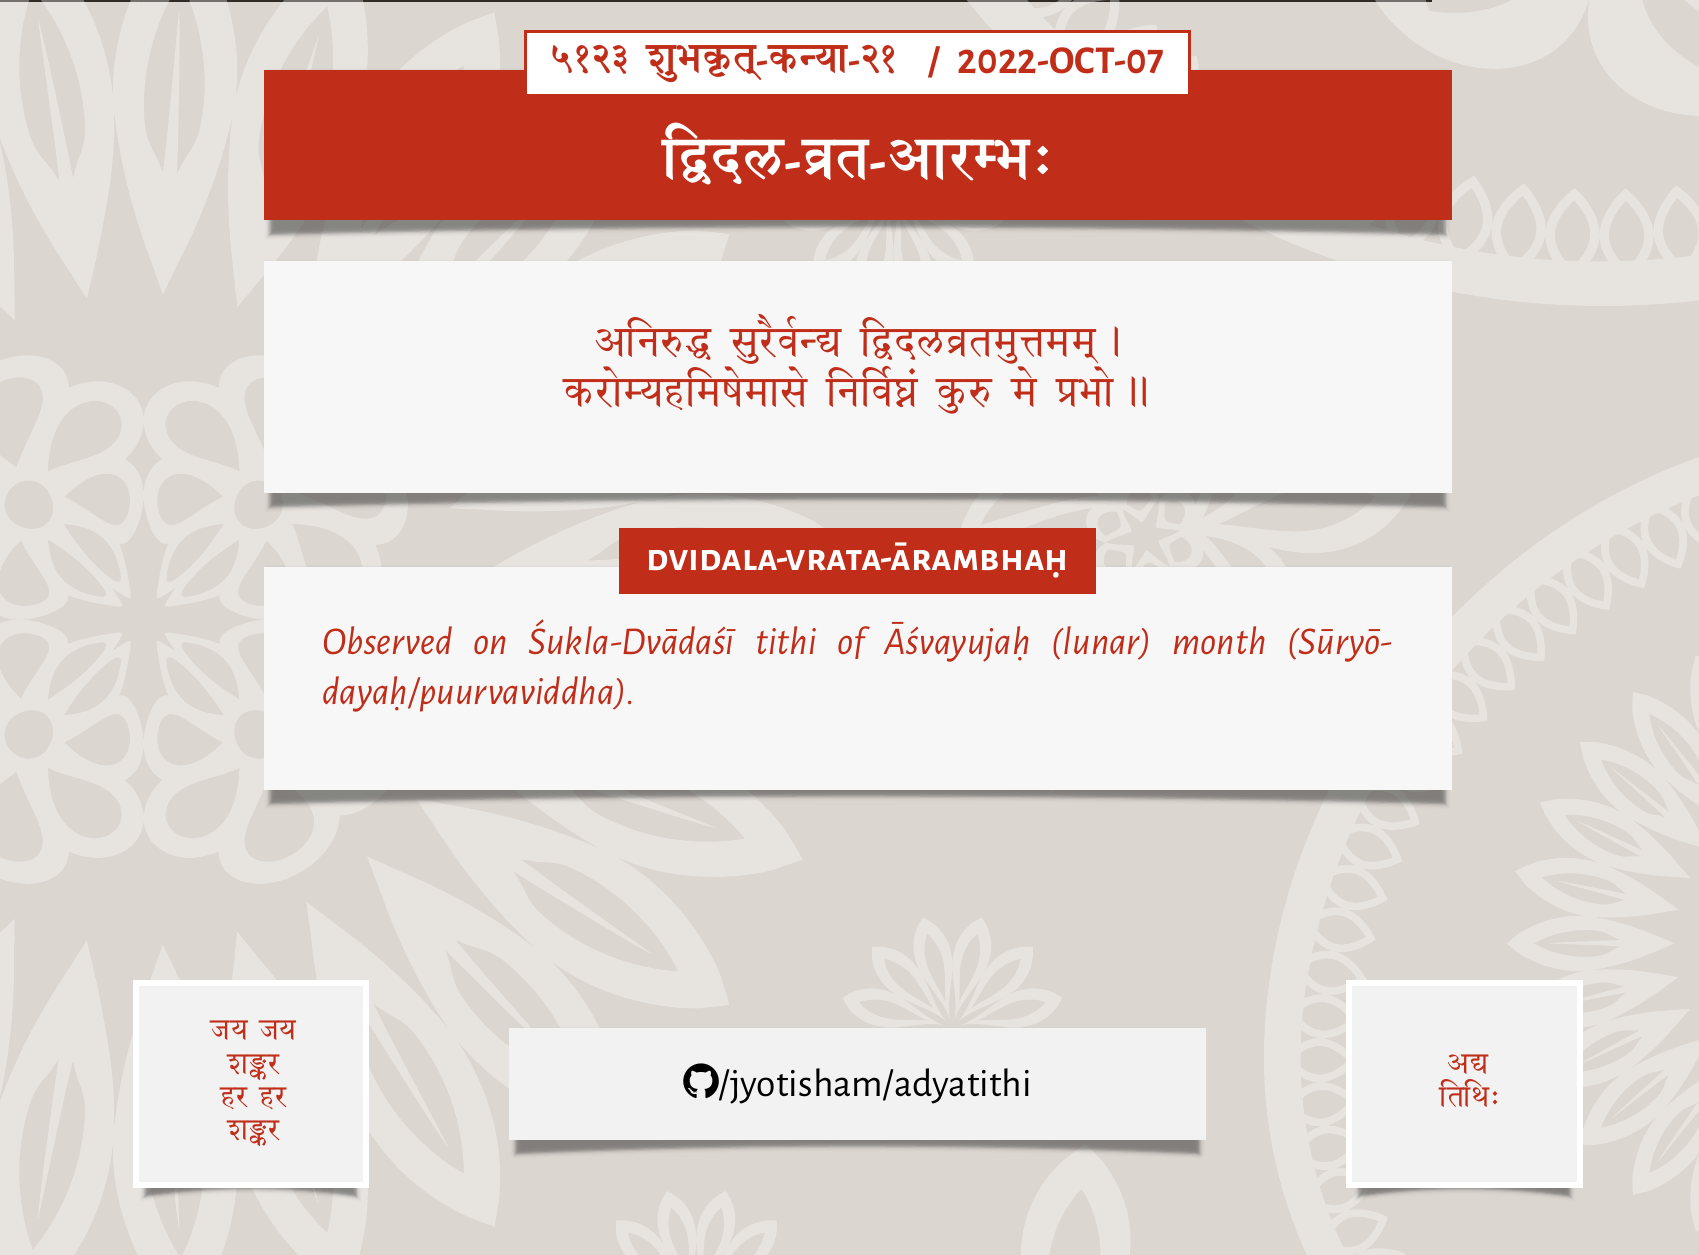 ५१२३ शुभकृत्-कन्या-२१ / 2022-OCT-07
द्विदल-व्रत-आरम्भः
अनिरुद्ध सुरैर्वन्द्य द्विदलव्रतमुत्तमम् ।
करोम्यहमिषेमासे निर्विघ्नं कुरु मे प्रभो ॥
DVIDALA-VRATA-ĀRAMBHAḤ
Observed on Śukla-Dvādaśī tithi of Āśvayujaḥ (lunar) month (Sūryō-
dayaḥ/puurvaviddha).
जय जय
शङ्कर
हर हर
शङ्कर
/jyotisham/adyatithi
अद्य
तिथिः